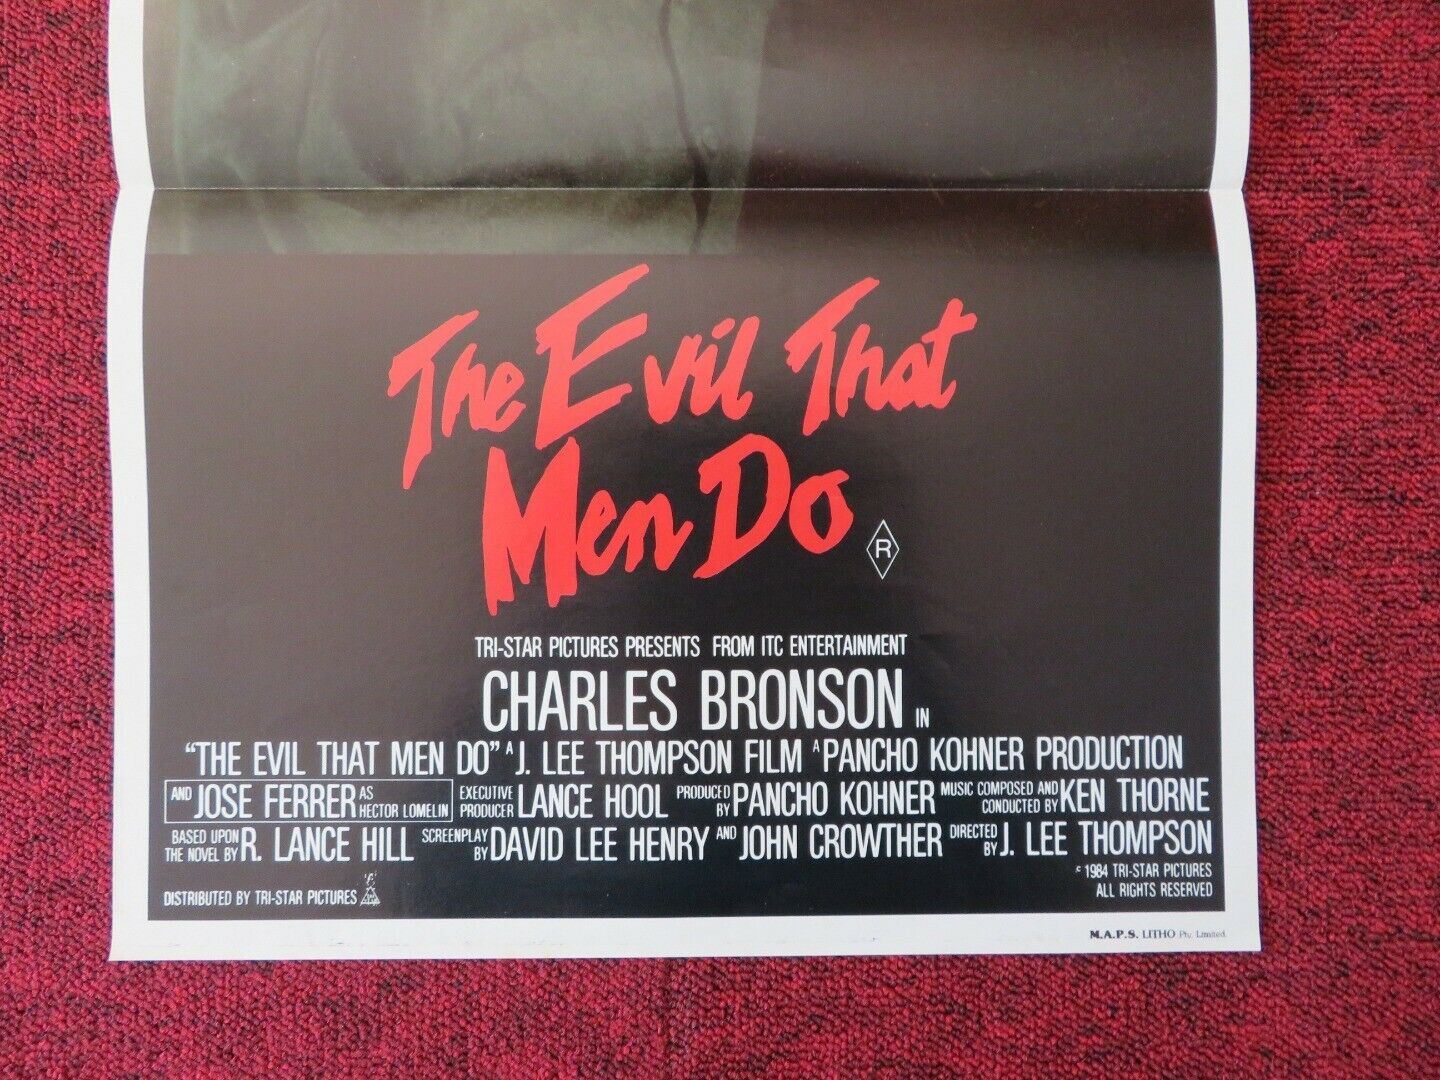 The Evil That
Men Do
R
TRI-STAR PICTURES PRESENTS FROM ITC ENTERTAINMENT
CHARLES BRONSON IN
"THE EVIL THAT MEN DO" A J. LEE THOMPSON FILM A PANCHO KOHNER PRODUCTION
AND JOSE FERRER AS HECTOR LOMELIN EXECUTIVE PRODUCER LANCE HOOL PRODUCED BY PANCHO KOHNER MUSIC COMPOSED AND CONDUCTED BY KEN THORNE
BASED UPON THE NOVEL BY R. LANCE HILL SCREENPLAY BY DAVID LEE HENRY AND JOHN CROWTHER DIRECTED BY J. LEE THOMPSON
DISTRIBUTED BY TRI-STAR PICTURES
© 1984 TRI-STAR PICTURES
ALL RIGHTS RESERVED
M.A.P.S. LITHO Pty. Limited